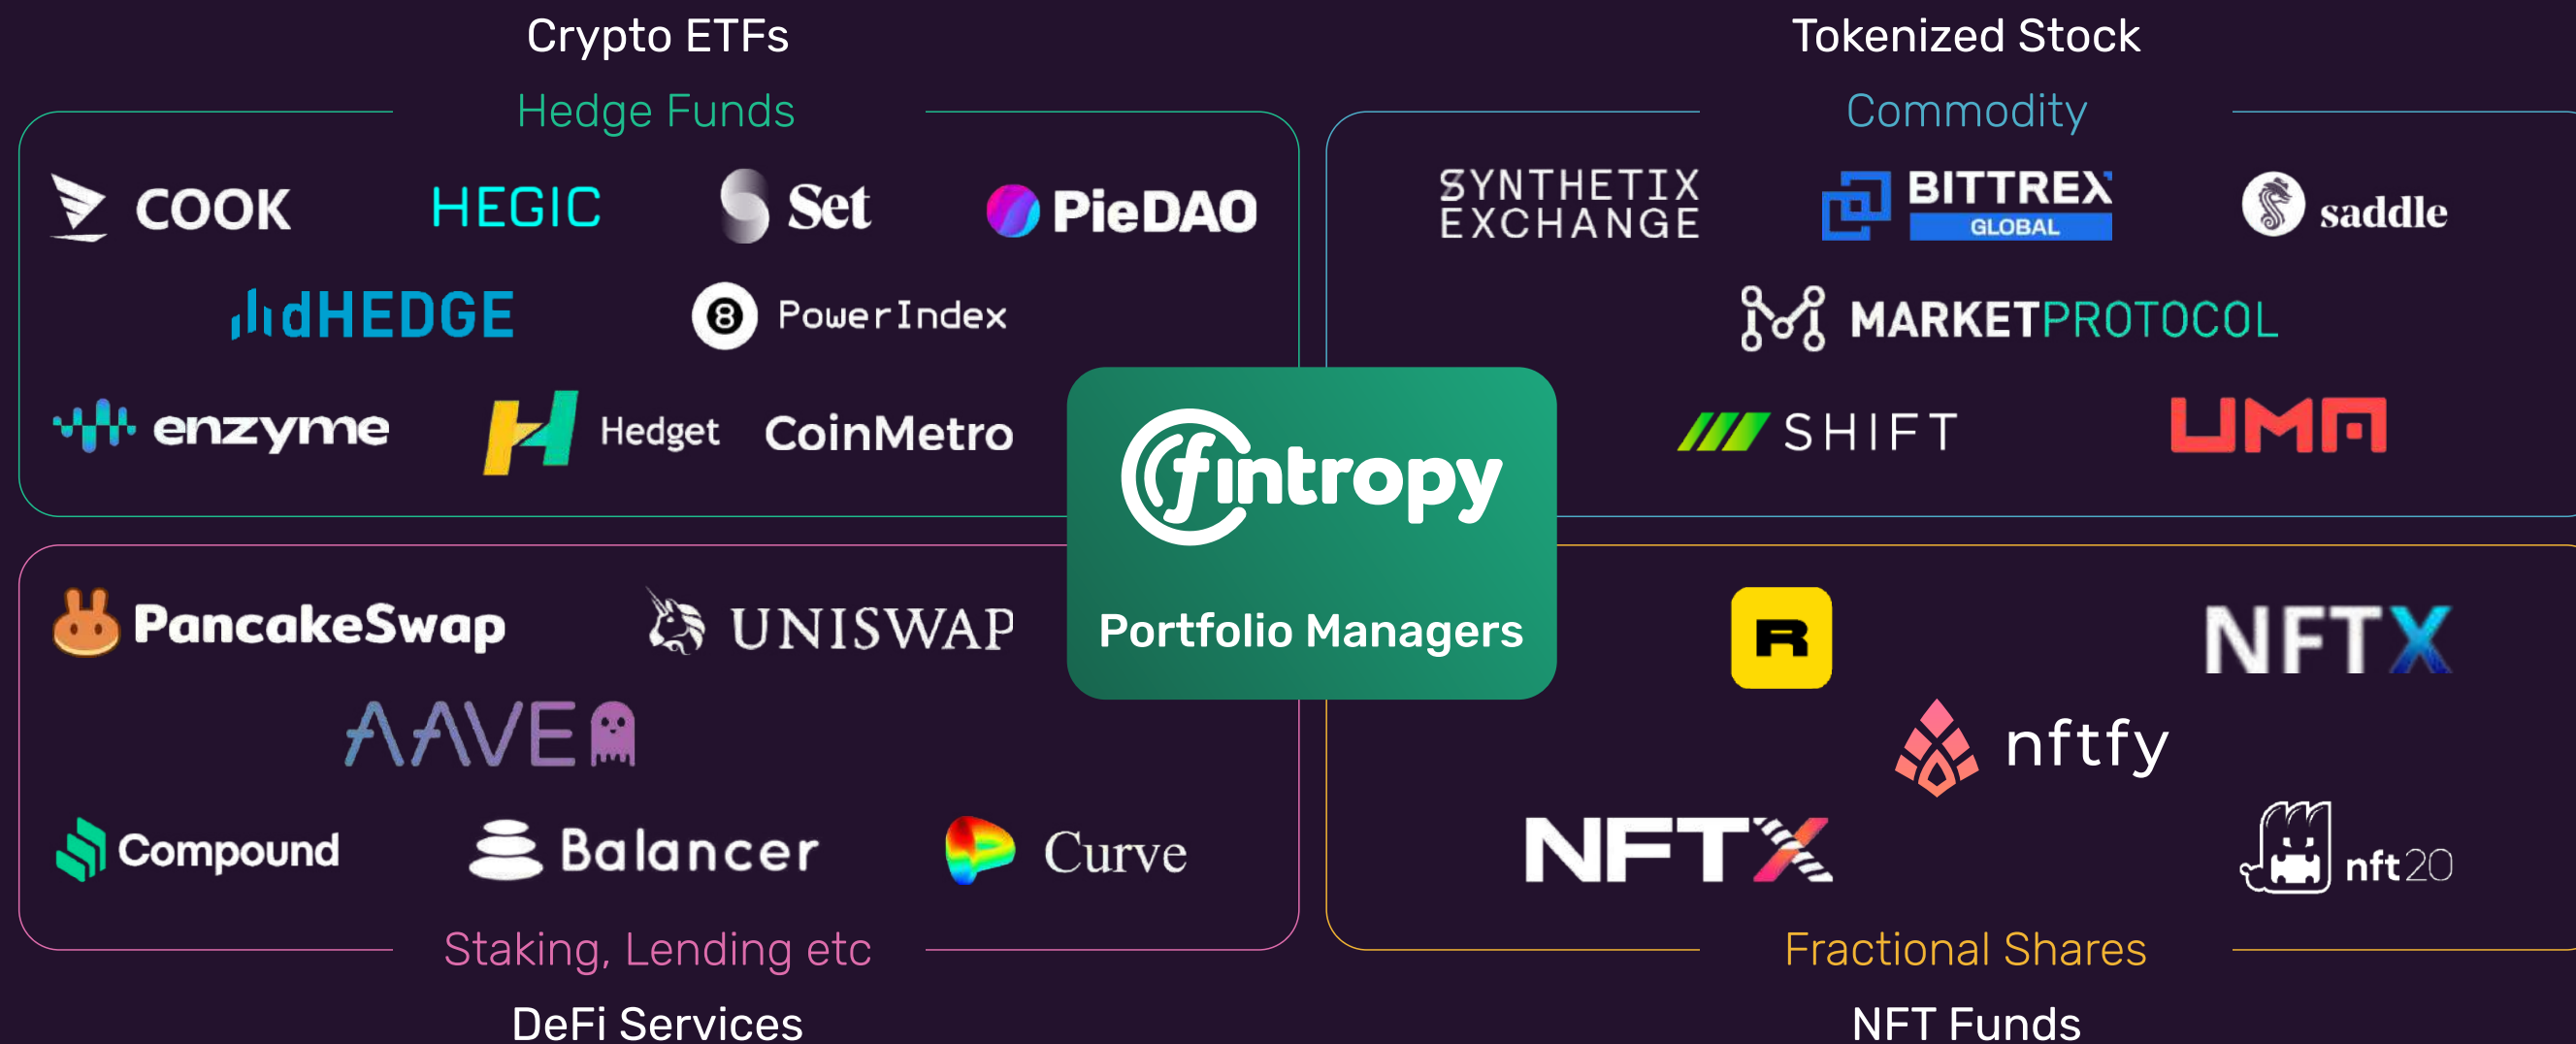 Crypto ETFs
Hedge Funds
COOK
HEGIC
Set
PieDAO
dHEDGE
PowerIndex
enzyme
Hedget
CoinMetro
Tokenized Stock
Commodity
SYNTHETIX
EXCHANGE
BITTREX
GLOBAL
saddle
MARKETPROTOCOL
SHIFT
UMA
fintropy
Portfolio Managers
PancakeSwap
UNISWAP
AAVE
Compound
Balancer
Curve
Staking, Lending etc
DeFi Services
R
NFTX
nftfy
NFTX
nft20
Fractional Shares
NFT Funds